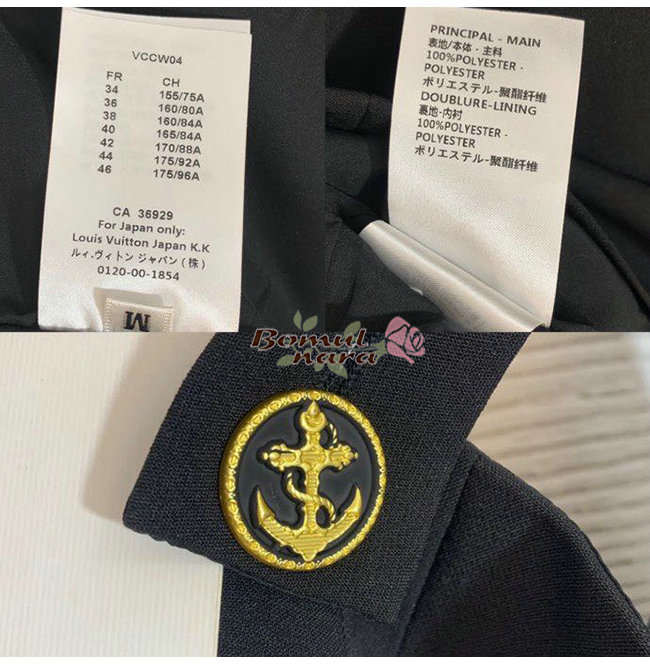 VCCW04
FR CH
34 155/75A
36 160/80A
38 160/84A
40 165/84A
42 170/88A
44 175/92A
46 175/96A
CA 36929
For Japan only:
Louis Vuitton Japan K.K
ルィ.ヴィトン ジャパン (株)
0120-00-1854
M
PRINCIPAL - MAIN
表地/本体 · 主料
100%POLYESTER -
POLYESTER
ポリエステル-聚酯纤维
DOUBLURE-LINING
裏地·内衬
100%POLYESTER -
POLYESTER
ポリエステル-聚酯纤维
Bomul
nara